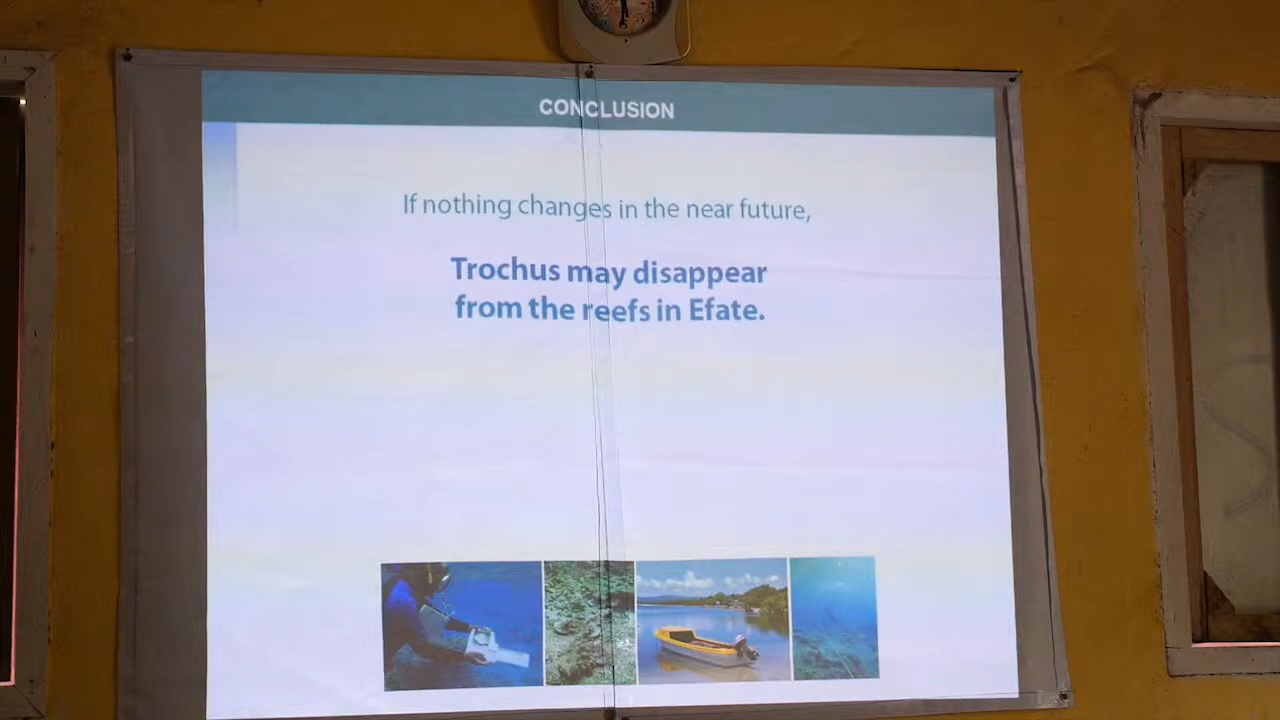 CONCLUSION
If nothing changes in the near future,
Trochus may disappear
from the reefs in Efate.